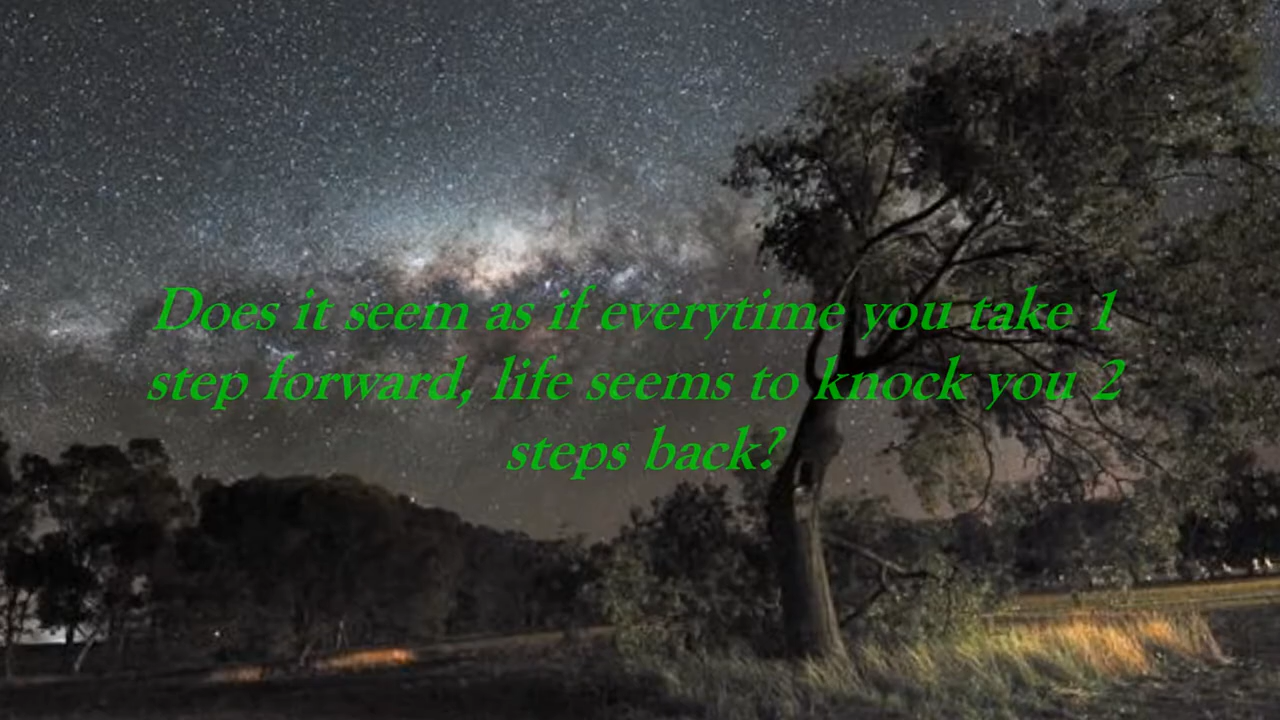 Does it seem as if everytime you take 1
step forward, life seems to knock you 2
steps back?